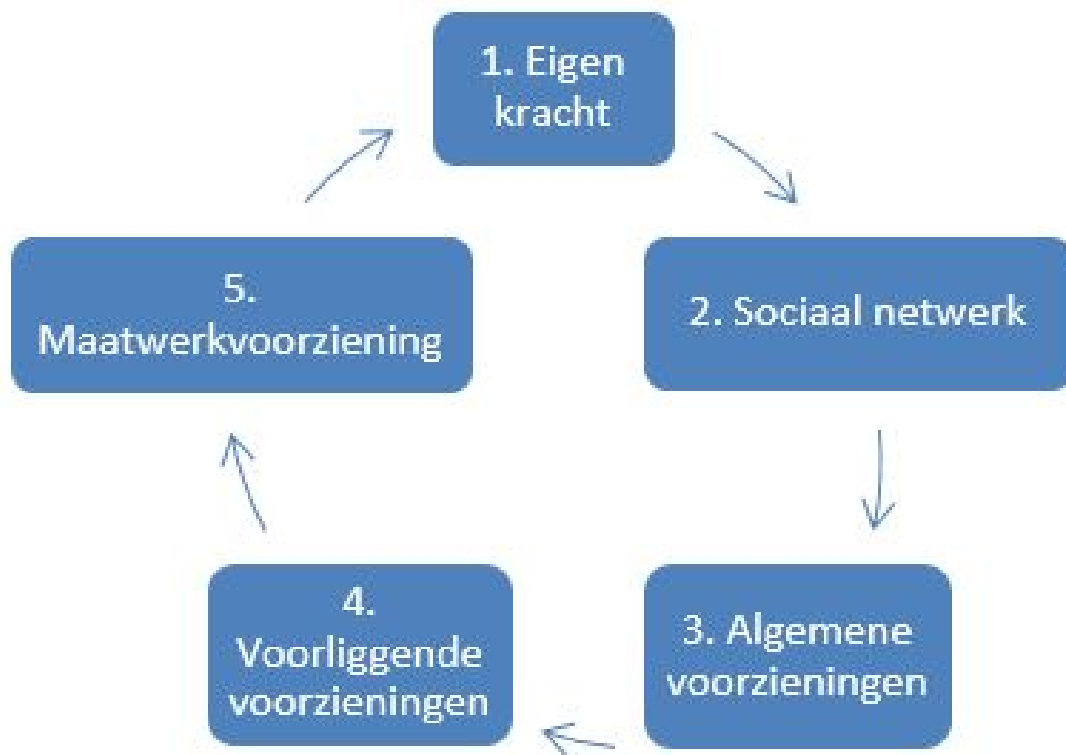 1. Eigen
kracht
2. Sociaal netwerk
3. Algemene
voorzieningen
4.
Voorliggende
voorzieningen
5.
Maatwerkvoorziening